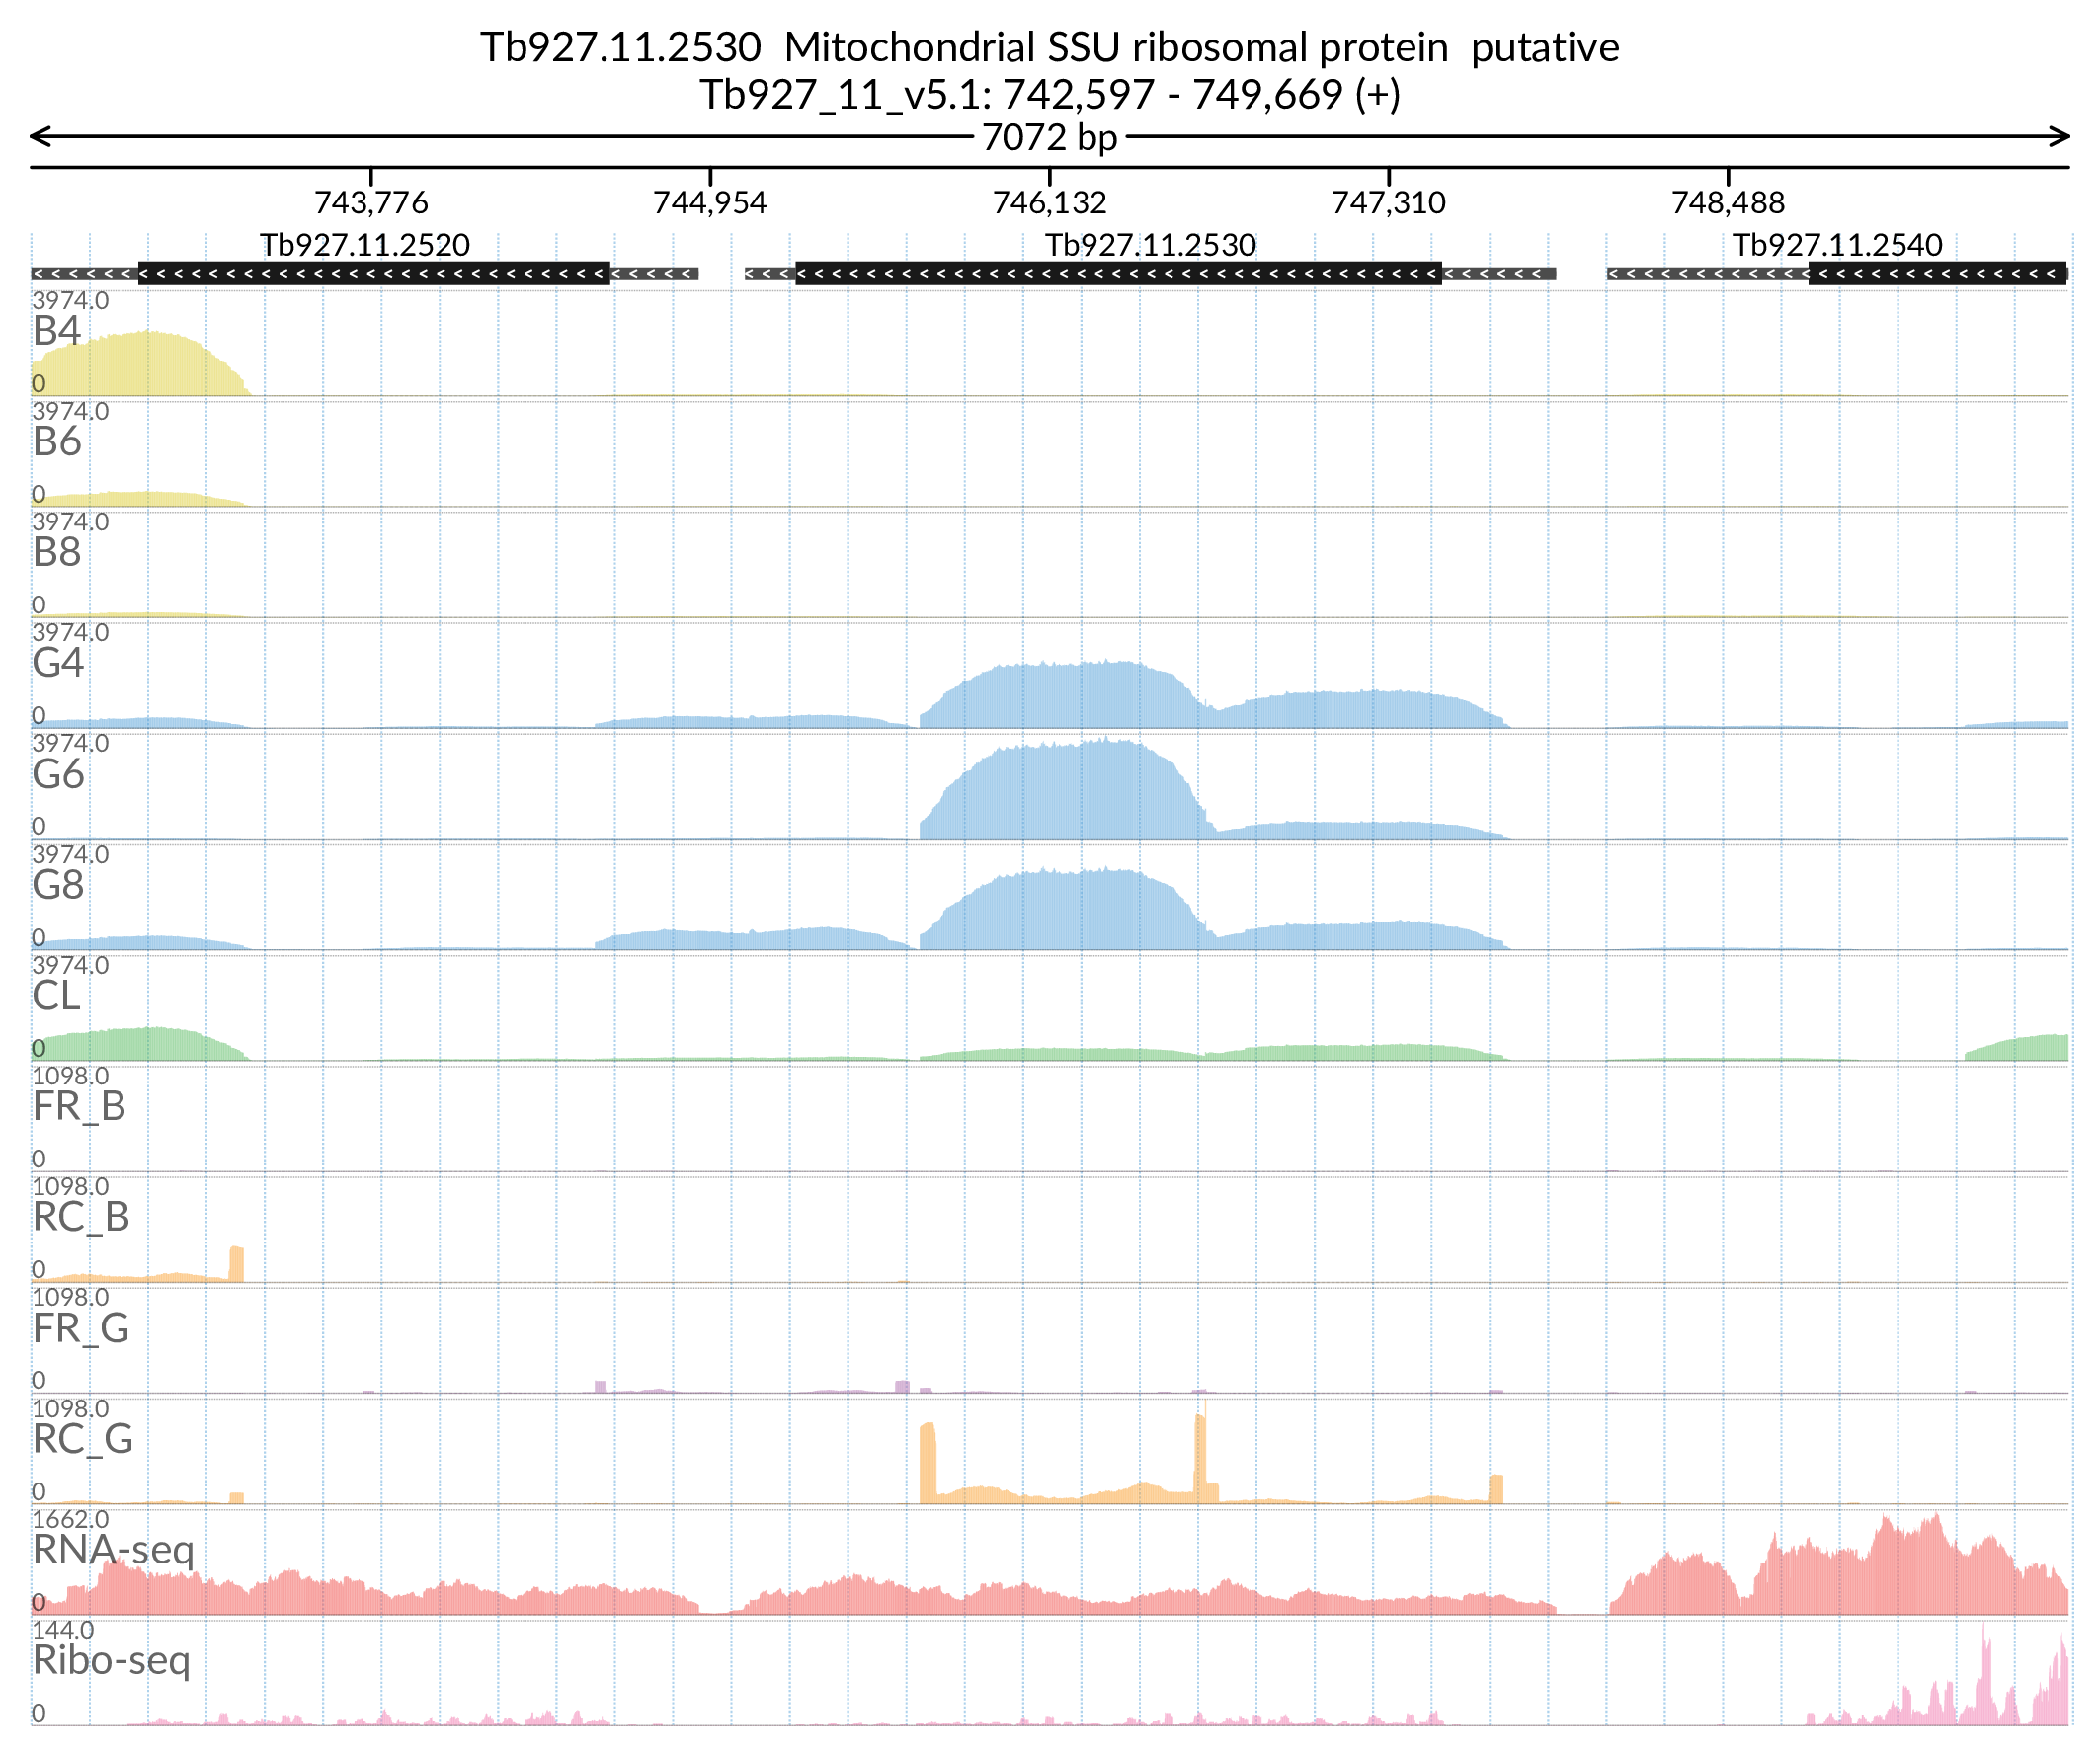 Tb927.11.2530 Mitochondrial SSU ribosomal protein putative
Tb927_11_v5.1: 742,597 - 749,669 (+)
7072 bp
743,776 744,954 746,132 747,310 748,488
Tb927.11.2520 Tb927.11.2530 Tb927.11.2540
3974.0
B4
0
3974.0
B6
0
3974.0
B8
0
3974.0
G4
0
3974.0
G6
0
3974.0
G8
0
3974.0
CL
0
1098.0
FR_B
0
1098.0
RC_B
0
1098.0
FR_G
0
1098.0
RC_G
0
1662.0
RNA-seq
0
144.0
Ribo-seq
0